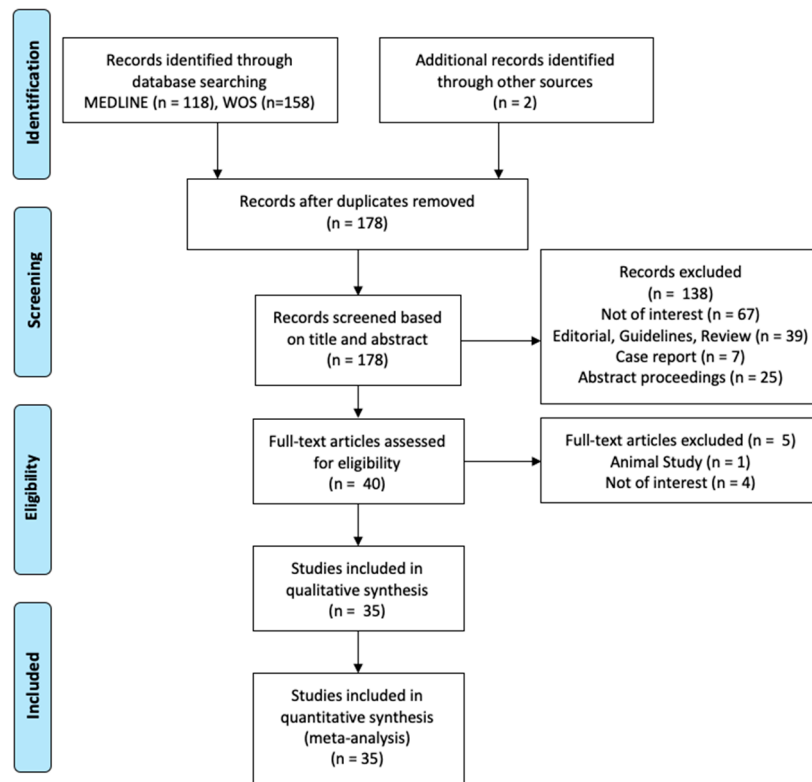 Identification
Records identified through
database searching
MEDLINE (n = 118), WOS (n=158)
Additional records identified
through other sources
(n = 2)
Records after duplicates removed
(n = 178)
Screening
Records screened based
on title and abstract
(n = 178)
Records excluded
(n = 138)
Not of interest (n = 67)
Editorial, Guidelines, Review (n = 39)
Case report (n = 7)
Abstract proceedings (n = 25)
Eligibility
Full-text articles assessed
for eligibility
(n = 40)
Full-text articles excluded (n = 5)
Animal Study (n = 1)
Not of interest (n = 4)
Studies included in
qualitative synthesis
(n = 35)
Included
Studies included in
quantitative synthesis
(meta-analysis)
(n = 35)